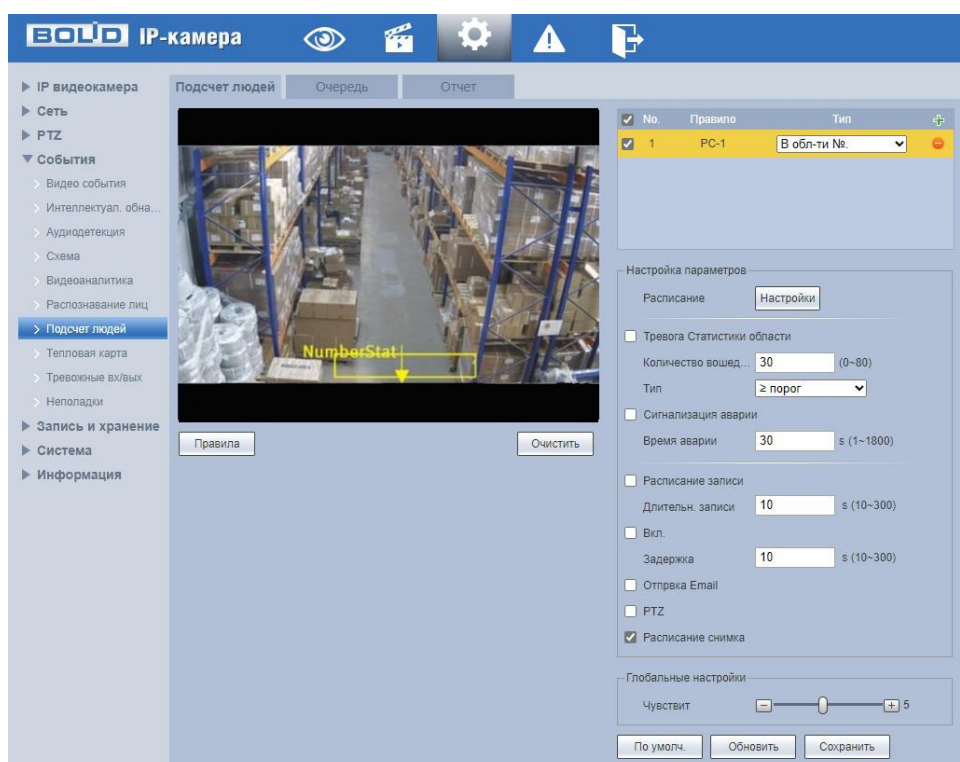 BOLID IP-камера
IP видеокамера
Сеть
PTZ
События
Видео события
Интеллектуал. обна...
Аудиодетекция
Схема
Видеоаналитика
Распознавание лиц
Подсчет людей
Тепловая карта
Тревожные вх/вых
Неполадки
Запись и хранение
Система
Информация
Подсчет людей Очередь Отчет
NumberStat
Правила Очистить
No. Правило Тип
1 PC-1 В обл-ти №.
Настройка параметров
Расписание Настройки
Тревога Статистики области
Количество вошед... 30 (0~80)
Тип ≥ порог
Сигнализация аварии
Время аварии 30 s (1~1800)
Расписание записи
Длительн. записи 10 s (10~300)
Вкл.
Задержка 10 s (10~300)
Отпрвка Email
PTZ
Расписание снимка
Глобальные настройки
Чувствит 5
По умолч. Обновить Сохранить